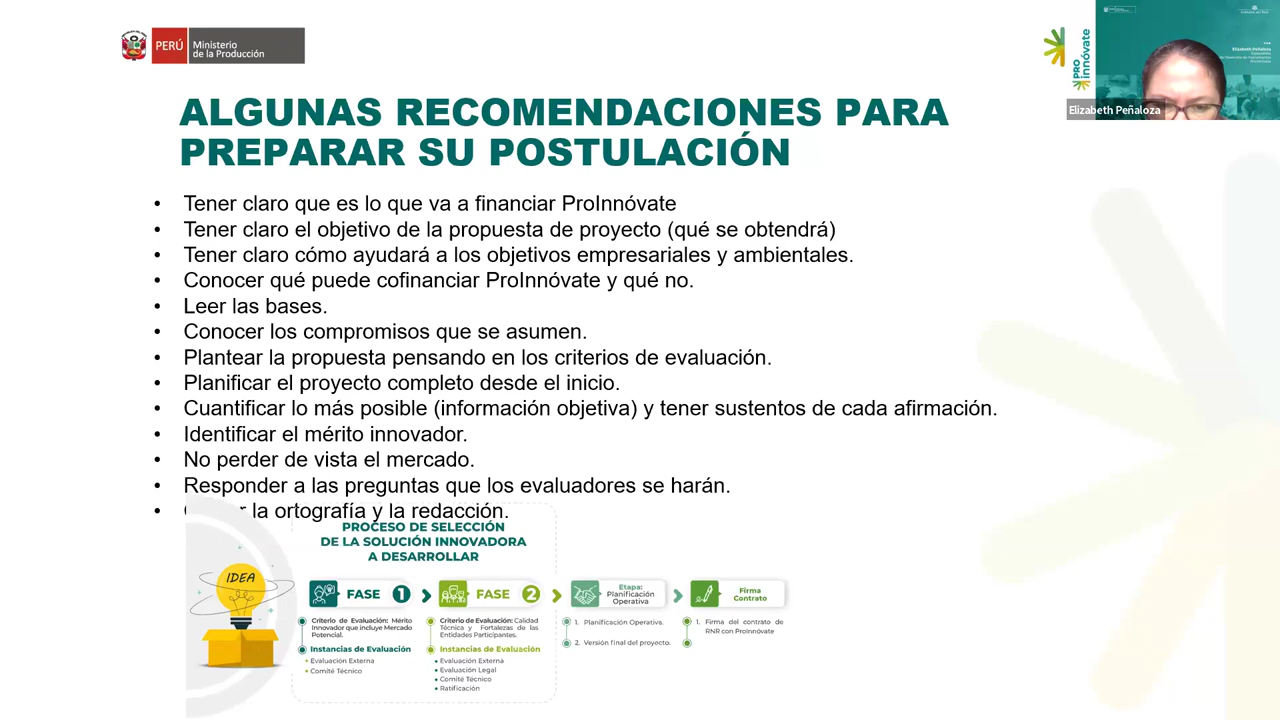 PERÚ
Ministerio
de la Producción
PRO
innóvate
Elizabeth Peñaloza
Elizabeth Peñaloza
ALGUNAS RECOMENDACIONES PARA
PREPARAR SU POSTULACIÓN
• Tener claro que es lo que va a financiar ProInnóvate
• Tener claro el objetivo de la propuesta de proyecto (qué se obtendrá)
• Tener claro cómo ayudará a los objetivos empresariales y ambientales.
• Conocer qué puede cofinanciar ProInnóvate y qué no.
• Leer las bases.
• Conocer los compromisos que se asumen.
• Plantear la propuesta pensando en los criterios de evaluación.
• Planificar el proyecto completo desde el inicio.
• Cuantificar lo más posible (información objetiva) y tener sustentos de cada afirmación.
• Identificar el mérito innovador.
• No perder de vista el mercado.
• Responder a las preguntas que los evaluadores se harán.
• la ortografía y la redacción.
PROCESO DE SELECCIÓN
DE LA SOLUCIÓN INNOVADORA
A DESARROLLAR
IDEA
FASE 1
Criterio de Evaluación: Mérito
Innovador que incluye Mercado
Potencial.
Instancias de Evaluación
• Evaluación Externa
• Comité Técnico
FASE 2
Criterio de Evaluación: Calidad
Técnica y Fortalezas de las
Entidades Participantes.
Instancias de Evaluación
• Evaluación Externa
• Evaluación Legal
• Comité Técnico
• Ratificación
Etapa:
Planificación
Operativa
1. Planificación Operativa.
2. Versión final del proyecto.
Firma
Contrato
1. Firma del contrato de
RNR con ProInnóvate